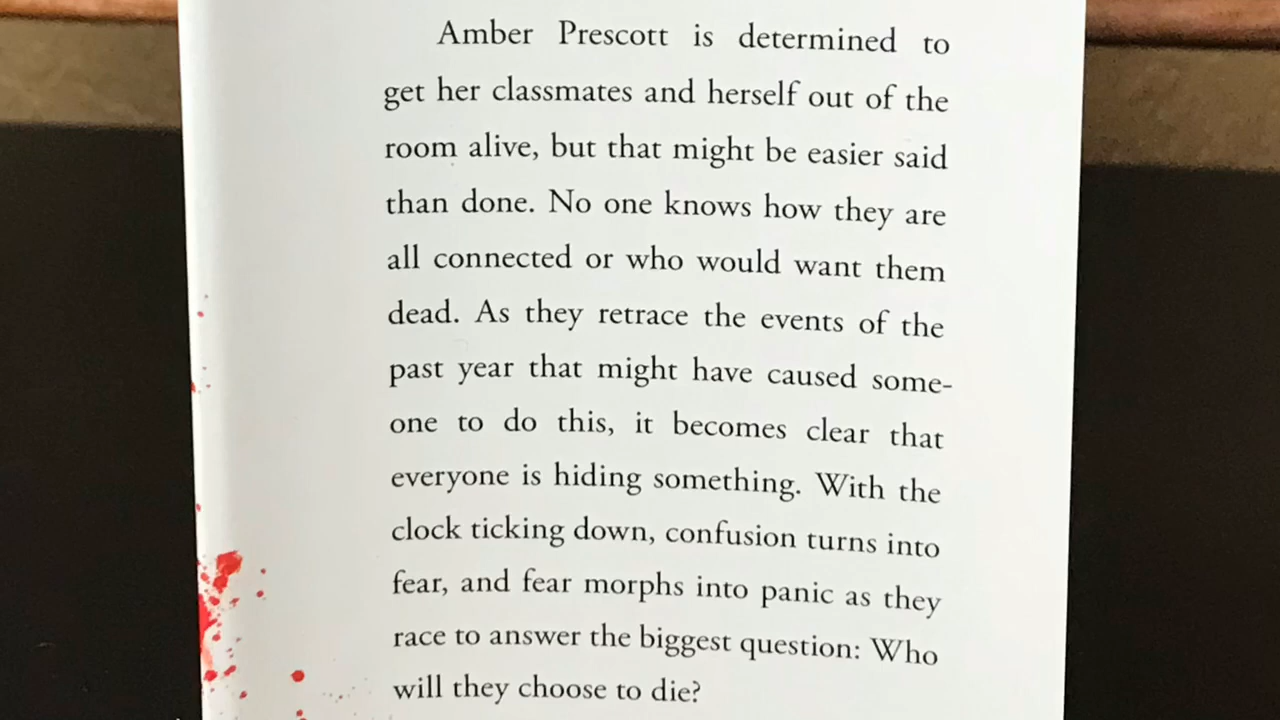 Amber Prescott is determined to
get her classmates and herself out of the
room alive, but that might be easier said
than done. No one knows how they are
all connected or who would want them
dead. As they retrace the events of the
past year that might have caused some-
one to do this, it becomes clear that
everyone is hiding something. With the
clock ticking down, confusion turns into
fear, and fear morphs into panic as they
race to answer the biggest question: Who
will they choose to die?